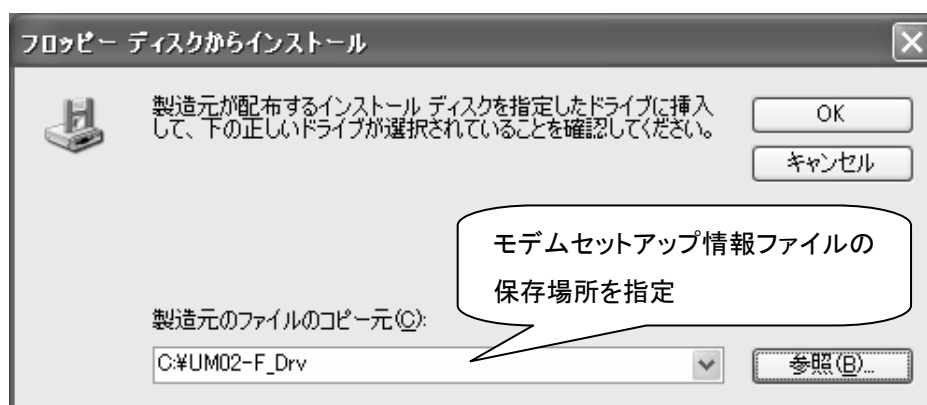 フロッピー ディスクからインストール
製造元が配布するインストール ディスクを指定したドライブに挿入
して、下の正しいドライブが選択されていることを確認してください。
OK
キャンセル
モデムセットアップ情報ファイルの
保存場所を指定
製造元のファイルのコピー元(C):
C:¥UM02-F_Drv
参照(B)...